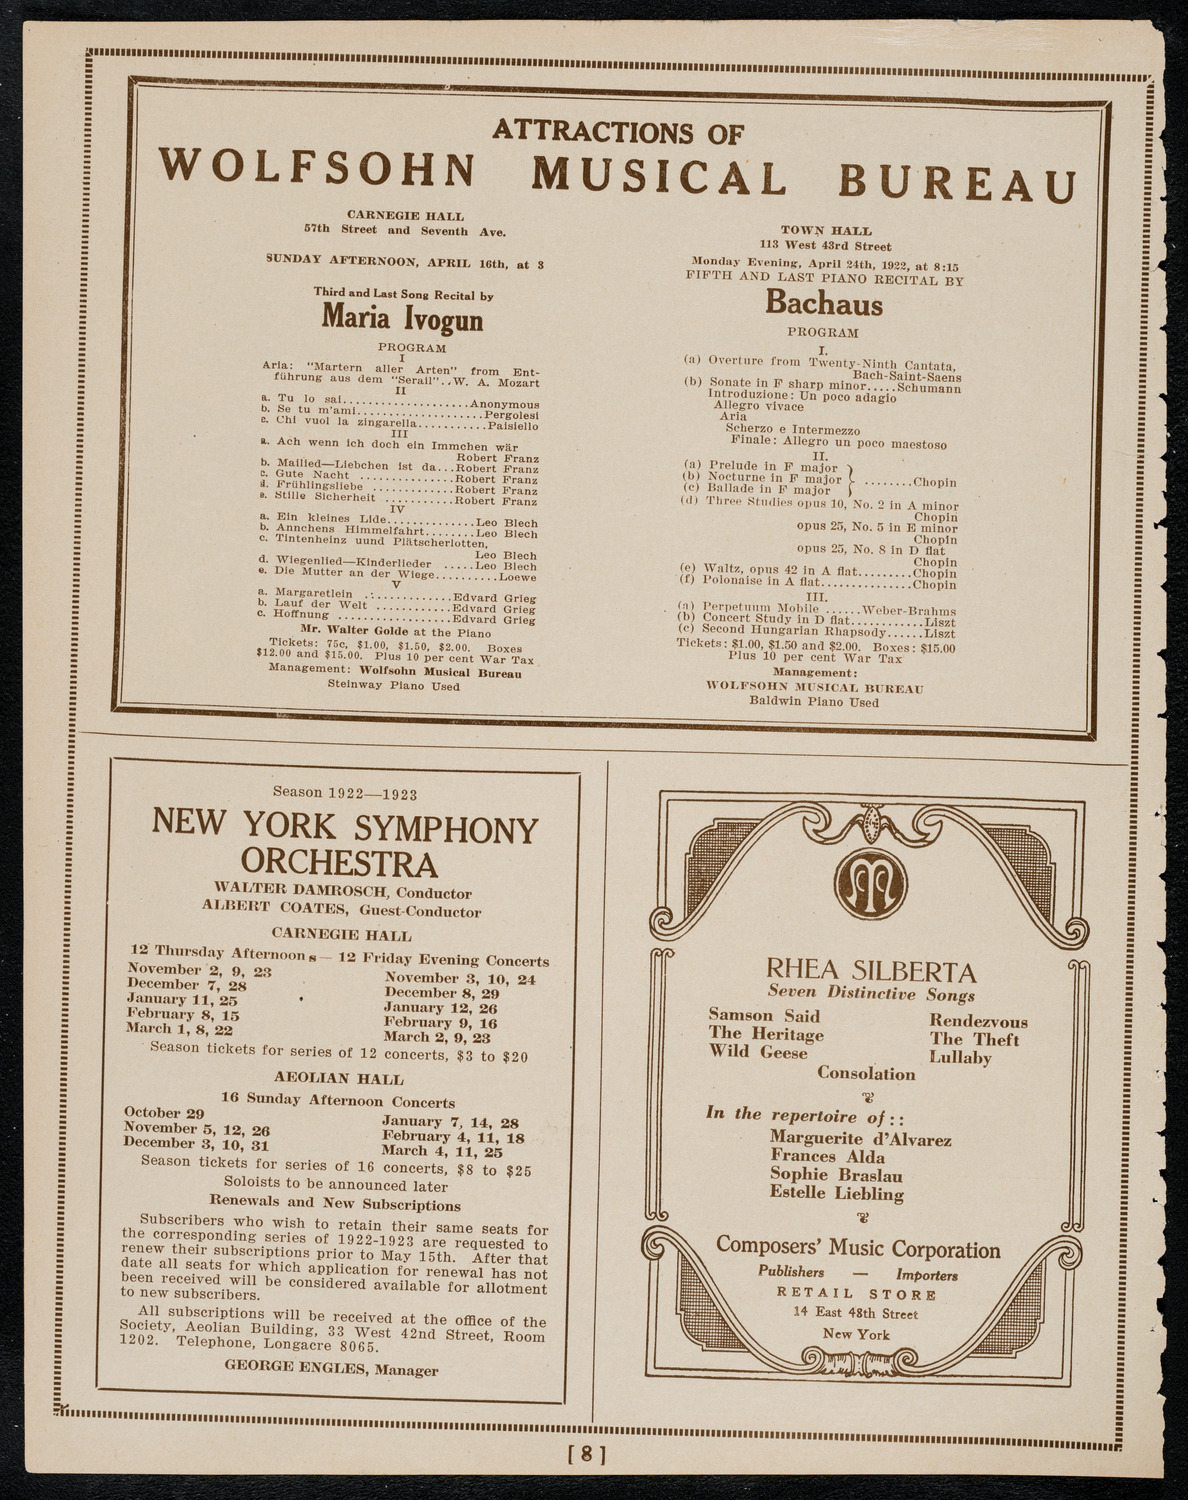 ATTRACTIONS OF
WOLFSOHN MUSICAL BUREAU
CARNEGIE HALL
57th Street and Seventh Ave.
SUNDAY AFTERNOON, APRIL 16th, at 3
Third and Last Song Recital by
Maria Ivogun
PROGRAM
I
Aria: "Martern aller Arten" from Ent-
führung aus dem "Serail"..W. A. Mozart
II
a. Tu lo sai....................Anonymous
b. Se tu m'ami....................Pergolesi
c. Chi vuol la zingarella...........Paisiello
III
a. Ach wenn ich doch ein Immchen wär
Robert Franz
b. Mailied—Liebchen ist da...Robert Franz
c. Gute Nacht ...............Robert Franz
d. Frühlingsliebe .............Robert Franz
e. Stille Sicherheit ...........Robert Franz
IV
a. Ein kleines Lide..............Leo Blech
b. Annchens Himmelfahrt........Leo Blech
c. Tintenheinz uund Plätscherlotten,
Leo Blech
d. Wiegenlied—Kinderlieder .....Leo Blech
e. Die Mutter an der Wiege..........Loewe
V
a. Margaretlein ..............Edvard Grieg
b. Lauf der Welt ............Edvard Grieg
c. Hoffnung .................Edvard Grieg
Mr. Walter Golde at the Piano
Tickets: 75c, $1.00, $1.50, $2.00. Boxes
$12.00 and $15.00. Plus 10 per cent War Tax
Management: Wolfsohn Musical Bureau
Steinway Piano Used
TOWN HALL
113 West 43rd Street
Monday Evening, April 24th, 1922, at 8:15
FIFTH AND LAST PIANO RECITAL BY
Bachaus
PROGRAM
I.
(a) Overture from Twenty-Ninth Cantata,
Bach-Saint-Saens
(b) Sonate in F sharp minor.....Schumann
Introduzione: Un poco adagio
Allegro vivace
Aria
Scherzo e Intermezzo
Finale: Allegro un poco maestoso
II.
(a) Prelude in F major
(b) Nocturne in F major } ........Chopin
(c) Ballade in F major
(d) Three Studies opus 10, No. 2 in A minor
Chopin
opus 25, No. 5 in E minor
Chopin
opus 25, No. 8 in D flat
Chopin
(e) Waltz, opus 42 in A flat.........Chopin
(f) Polonaise in A flat...............Chopin
III.
(a) Perpetuum Mobile ......Weber-Brahms
(b) Concert Study in D flat............Liszt
(c) Second Hungarian Rhapsody......Liszt
Tickets: $1.00, $1.50 and $2.00. Boxes: $15.00
Plus 10 per cent War Tax
Management:
WOLFSOHN MUSICAL BUREAU
Baldwin Piano Used
Season 1922—1923
NEW YORK SYMPHONY
ORCHESTRA
WALTER DAMROSCH, Conductor
ALBERT COATES, Guest-Conductor
CARNEGIE HALL
12 Thursday Afternoons— 12 Friday Evening Concerts
November 2, 9, 23
December 7, 28
January 11, 25
February 8, 15
March 1, 8, 22
November 3, 10, 24
December 8, 29
January 12, 26
February 9, 16
March 2, 9, 23
Season tickets for series of 12 concerts, $3 to $20
AEOLIAN HALL
16 Sunday Afternoon Concerts
October 29
November 5, 12, 26
December 3, 10, 31
January 7, 14, 28
February 4, 11, 18
March 4, 11, 25
Season tickets for series of 16 concerts, $8 to $25
Soloists to be announced later
Renewals and New Subscriptions
Subscribers who wish to retain their same seats for
the corresponding series of 1922-1923 are requested to
renew their subscriptions prior to May 15th. After that
date all seats for which application for renewal has not
been received will be considered available for allotment
to new subscribers.
All subscriptions will be received at the office of the
Society, Aeolian Building, 33 West 42nd Street, Room
1202. Telephone, Longacre 8065.
GEORGE ENGLES, Manager
RHEA SILBERTA
Seven Distinctive Songs
Samson Said
The Heritage
Wild Geese
Rendezvous
The Theft
Lullaby
Consolation
In the repertoire of::
Marguerite d'Alvarez
Frances Alda
Sophie Braslau
Estelle Liebling
Composers' Music Corporation
Publishers — Importers
RETAIL STORE
14 East 48th Street
New York
[ 8 ]